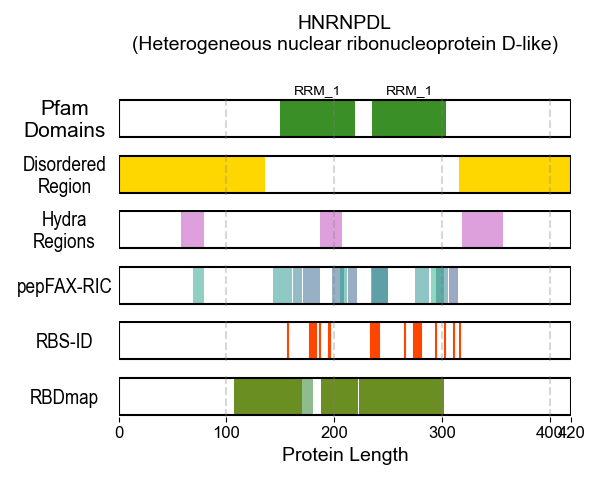 HNRNPDL
(Heterogeneous nuclear ribonucleoprotein D-like)
RRM_1 RRM_1
Pfam
Domains
Disordered
Region
Hydra
Regions
pepFAX-RIC
RBS-ID
RBDmap
0 100 200 300 400 420
Protein Length